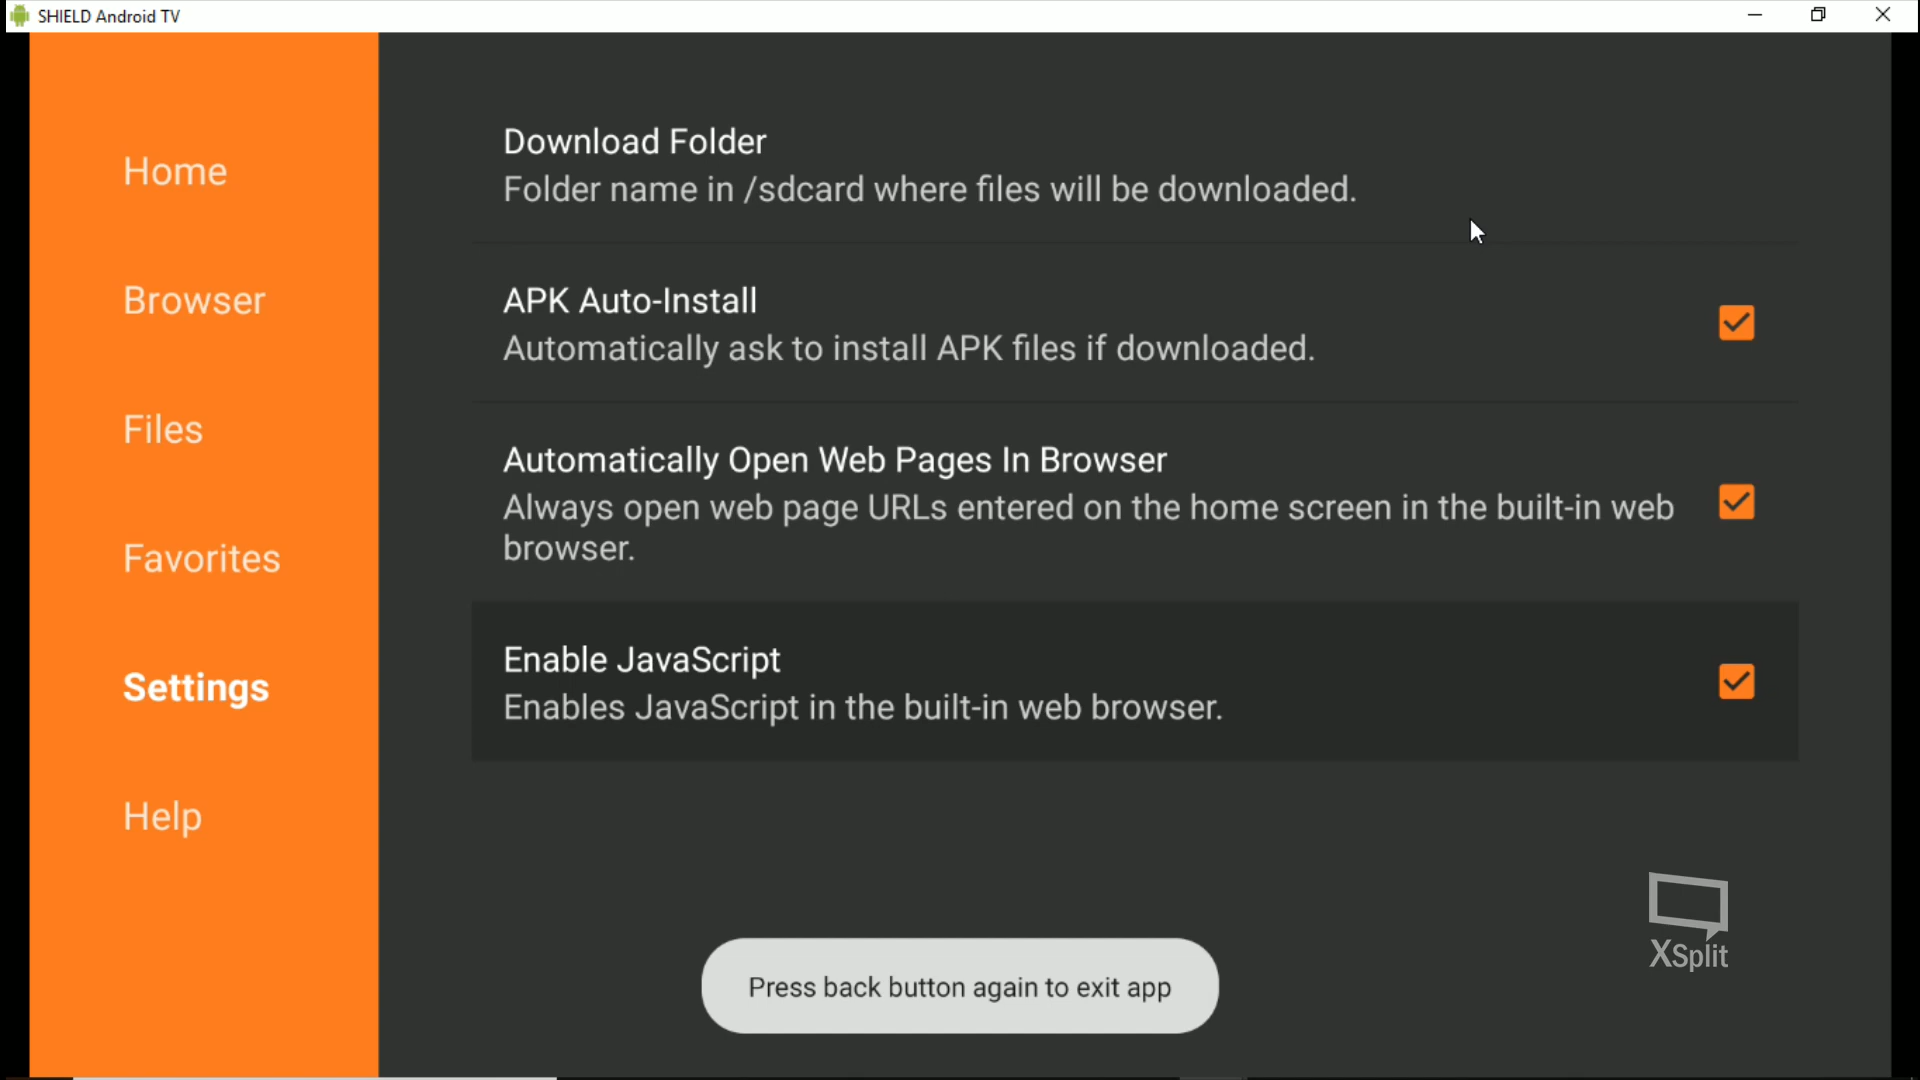 SHIELD Android TV
Home
Browser
Files
Favorites
Settings
Help
Download Folder
Folder name in /sdcard where files will be downloaded.
APK Auto-Install
Automatically ask to install APK files if downloaded.
Automatically Open Web Pages In Browser
Always open web page URLs entered on the home screen in the built-in web
browser.
Enable JavaScript
Enables JavaScript in the built-in web browser.
XSplit
Press back button again to exit app